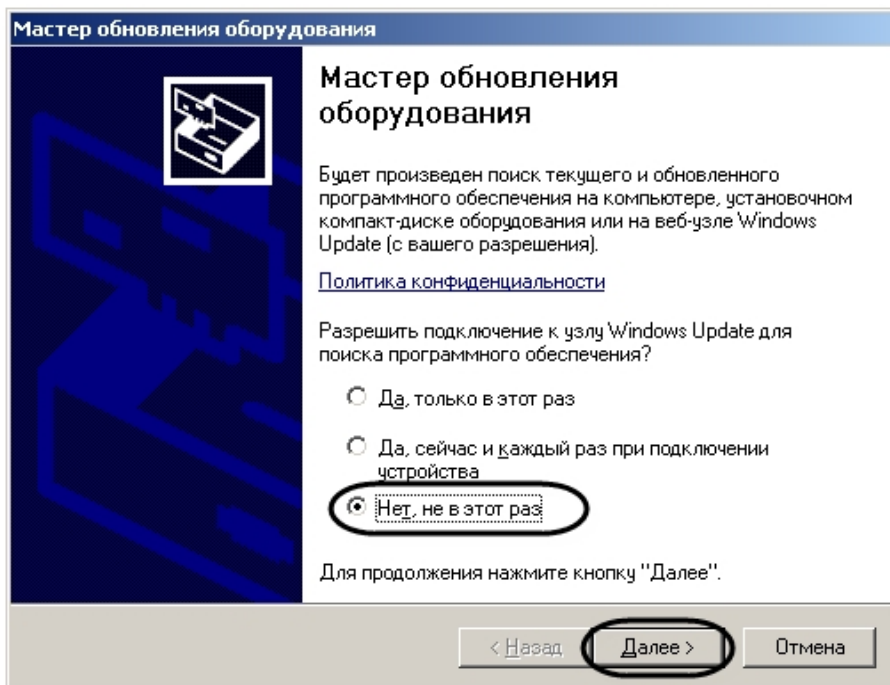 Мастер обновления оборудования
Мастер обновления
оборудования
Будет произведен поиск текущего и обновленного
программного обеспечения на компьютере, установочном
компакт-диске оборудования или на веб-узле Windows
Update (с вашего разрешения).
Политика конфиденциальности
Разрешить подключение к узлу Windows Update для
поиска программного обеспечения?
Да, только в этот раз
Да, сейчас и каждый раз при подключении
устройства
Нет, не в этот раз
Для продолжения нажмите кнопку "Далее".
< Назад Далее > Отмена